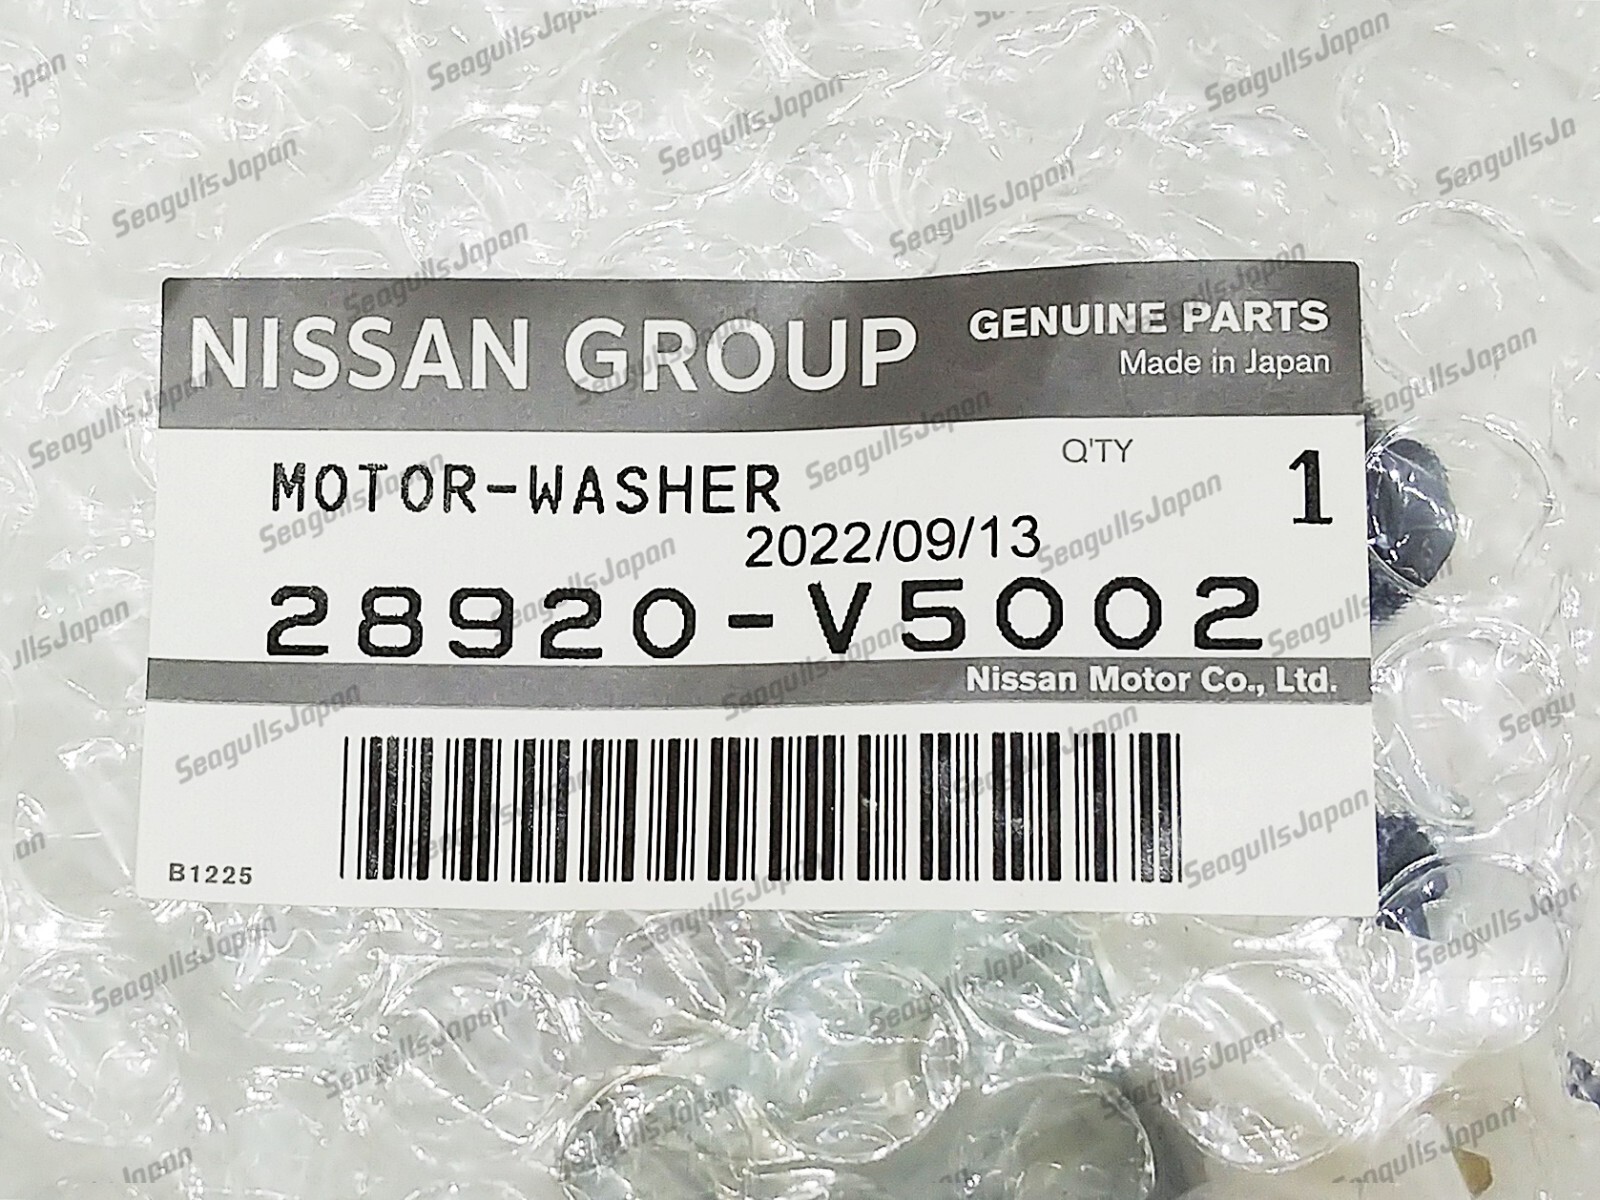 NISSAN GROUP
GENUINE PARTS
Made in Japan
MOTOR-WASHER
Q'TY
1
2022/09/13
28920-V5002
Nissan Motor Co., Ltd.
B1225
SeagullsJapan